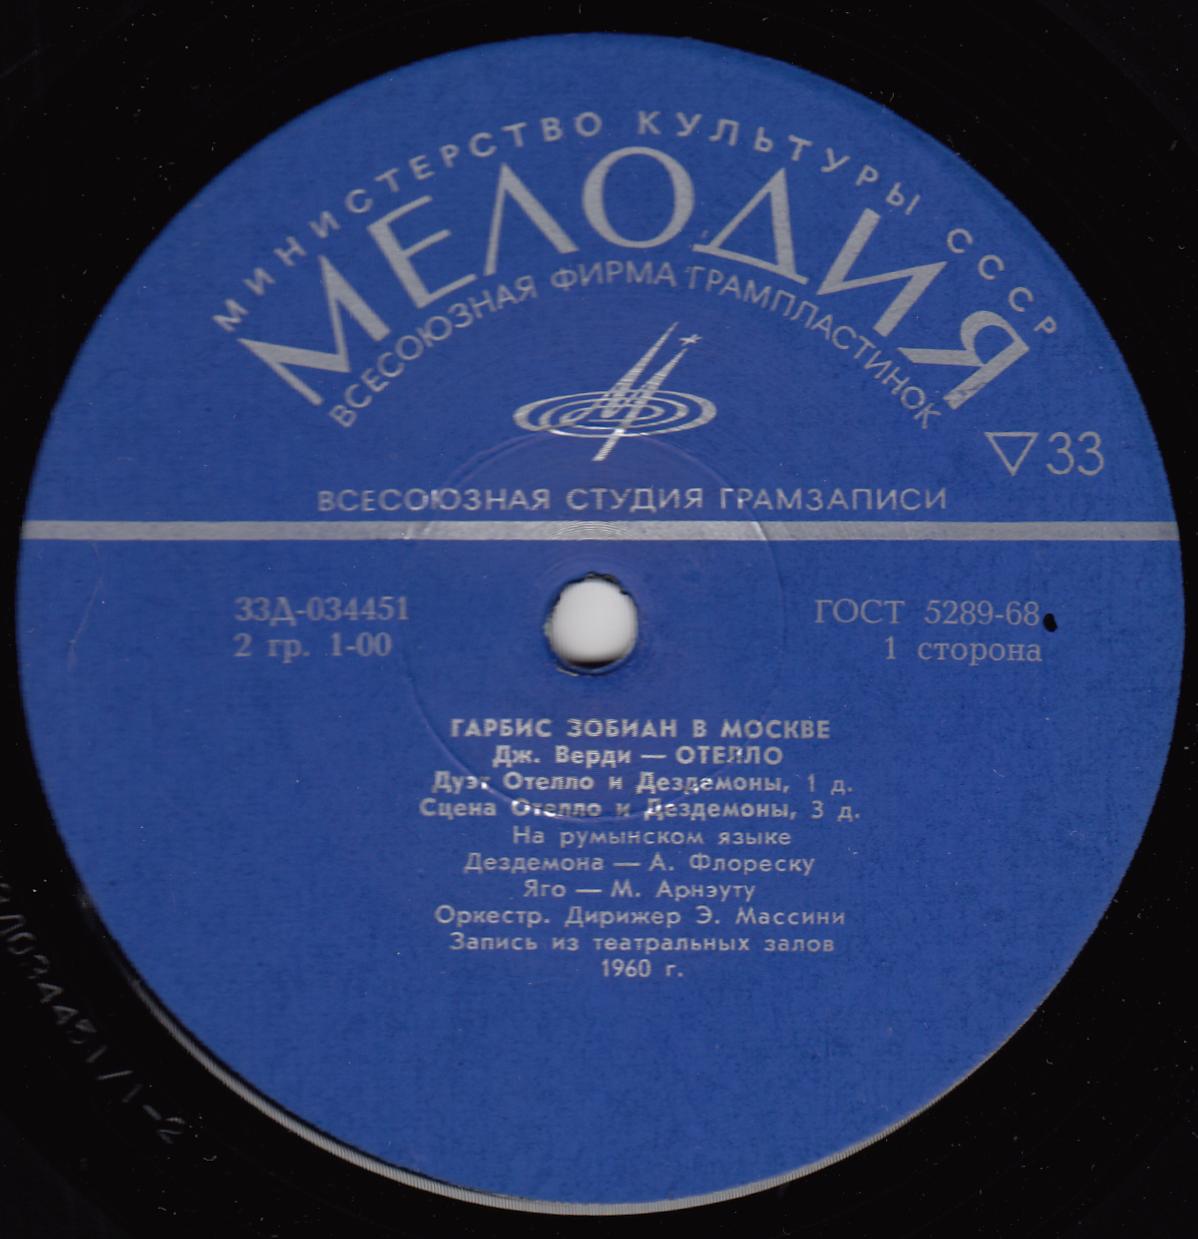 МИНИСТЕРСТВО КУЛЬТУРЫ СССР
МЕЛОДИЯ
ВСЕСОЮЗНАЯ ФИРМА ГРАМПЛАСТИНОК
33
ВСЕСОЮЗНАЯ СТУДИЯ ГРАМЗАПИСИ
33Д-034451
2 гр. 1-00
ГОСТ 5289-68
1 сторона
ГАРБИС ЗОБИАН В МОСКВЕ
Дж. Верди — ОТЕЛЛО
Дуэт Отелло и Дездемоны, 1 д.
Сцена Отелло и Дездемоны, 3 д.
На румынском языке
Дездемона — А. Флореску
Яго — М. Арнэуту
Оркестр. Дирижер Э. Массини
Запись из театральных залов
1960 г.